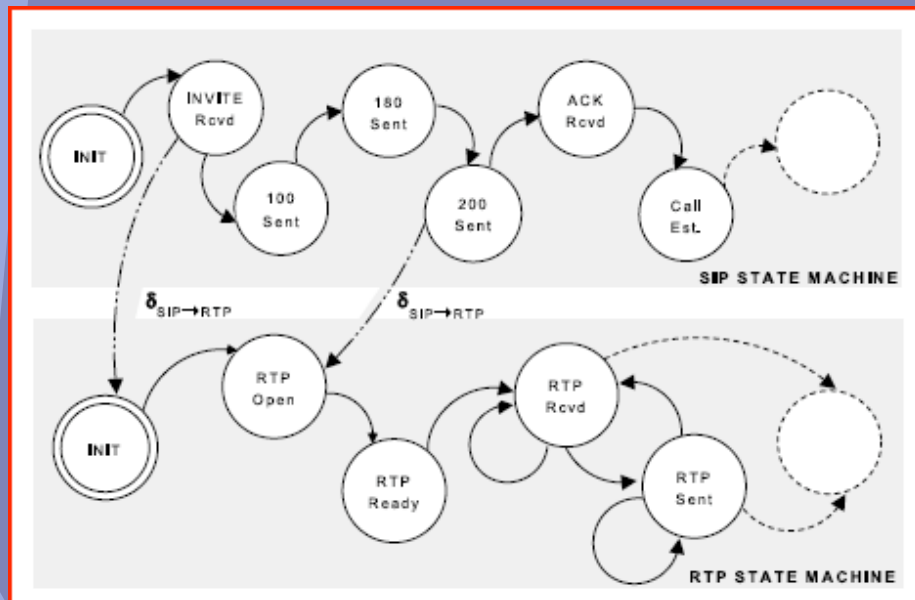 INIT
INVITE
Rcvd
100
Sent
180
Sent
200
Sent
ACK
Rcvd
Call
Est.
SIP STATE MACHINE
δSIP→RTP
δSIP→RTP
INIT
RTP
Open
RTP
Ready
RTP
Rcvd
RTP
Sent
RTP STATE MACHINE